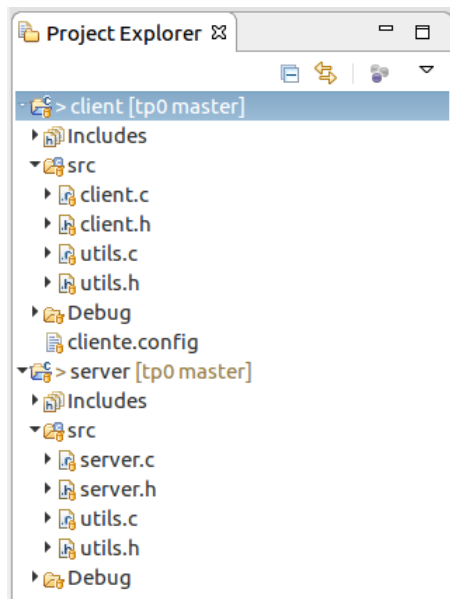 Project Explorer
> client [tp0 master]
Includes
src
client.c
client.h
utils.c
utils.h
Debug
cliente.config
> server [tp0 master]
Includes
src
server.c
server.h
utils.c
utils.h
Debug